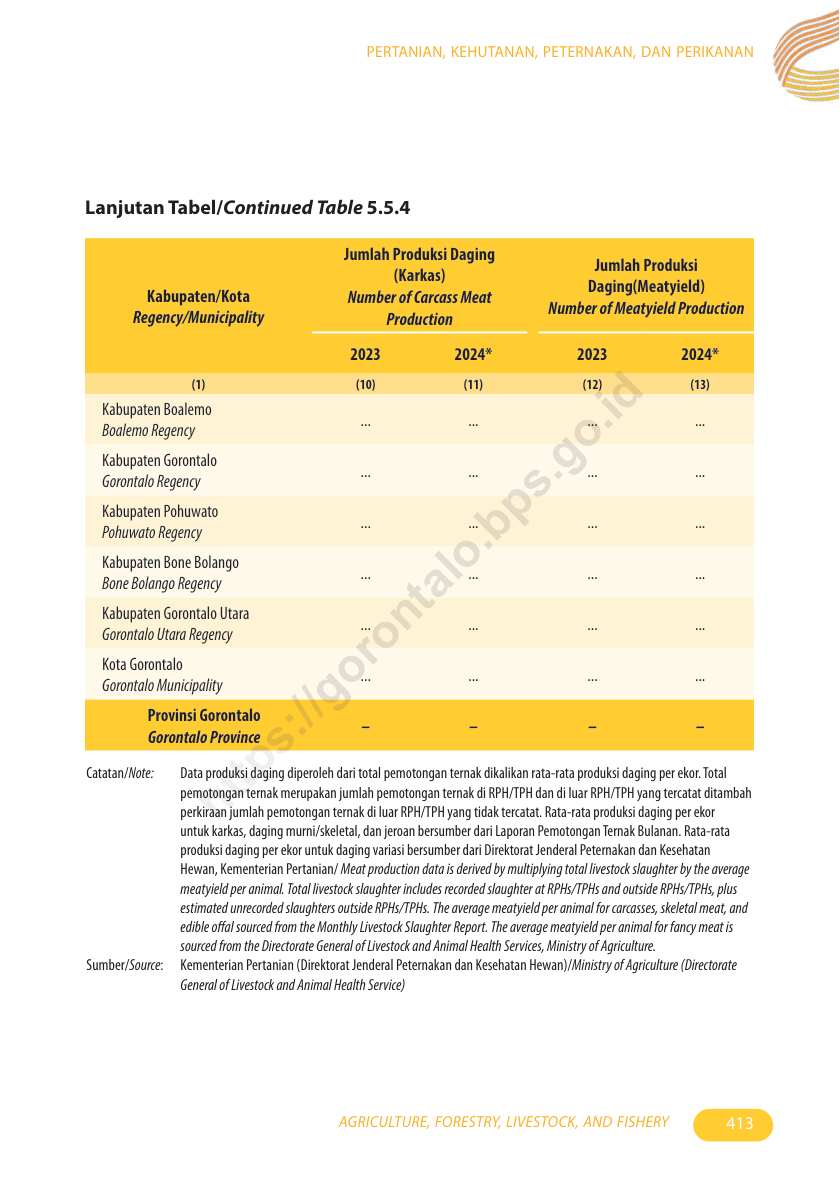 PERTANIAN, KEHUTANAN, PETERNAKAN, DAN PERIKANAN
Lanjutan Tabel/Continued Table 5.5.4
Kabupaten/Kota
Regency/Municipality
Jumlah Produksi Daging
(Karkas)
Number of Carcass Meat
Production
Jumlah Produksi
Daging(Meatyield)
Number of Meatyield Production
2023 2024* 2023 2024*
(1) (10) (11) (12) (13)
Kabupaten Boalemo
Boalemo Regency
... ... ... ...
Kabupaten Gorontalo
Gorontalo Regency
... ... ... ...
Kabupaten Pohuwato
Pohuwato Regency
... ... ... ...
Kabupaten Bone Bolango
Bone Bolango Regency
... ... ... ...
Kabupaten Gorontalo Utara
Gorontalo Utara Regency
... ... ... ...
Kota Gorontalo
Gorontalo Municipality
... ... ... ...
Provinsi Gorontalo
Gorontalo Province
– – – –
Catatan/Note: Data produksi daging diperoleh dari total pemotongan ternak dikalikan rata-rata produksi daging per ekor. Total
pemotongan ternak merupakan jumlah pemotongan ternak di RPH/TPH dan di luar RPH/TPH yang tercatat ditambah
perkiraan jumlah pemotongan ternak di luar RPH/TPH yang tidak tercatat. Rata-rata produksi daging per ekor
untuk karkas, daging murni/skeletal, dan jeroan bersumber dari Laporan Pemotongan Ternak Bulanan. Rata-rata
produksi daging per ekor untuk daging variasi bersumber dari Direktorat Jenderal Peternakan dan Kesehatan
Hewan, Kementerian Pertanian/ Meat production data is derived by multiplying total livestock slaughter by the average
meatyield per animal. Total livestock slaughter includes recorded slaughter at RPHs/TPHs and outside RPHs/TPHs, plus
estimated unrecorded slaughters outside RPHs/TPHs. The average meatyield per animal for carcasses, skeletal meat, and
edible offal sourced from the Monthly Livestock Slaughter Report. The average meatyield per animal for fancy meat is
sourced from the Directorate General of Livestock and Animal Health Services, Ministry of Agriculture.
Sumber/Source: Kementerian Pertanian (Direktorat Jenderal Peternakan dan Kesehatan Hewan)/Ministry of Agriculture (Directorate
General of Livestock and Animal Health Service)
https://gorontalo.bps.go.id
AGRICULTURE, FORESTRY, LIVESTOCK, AND FISHERY 413